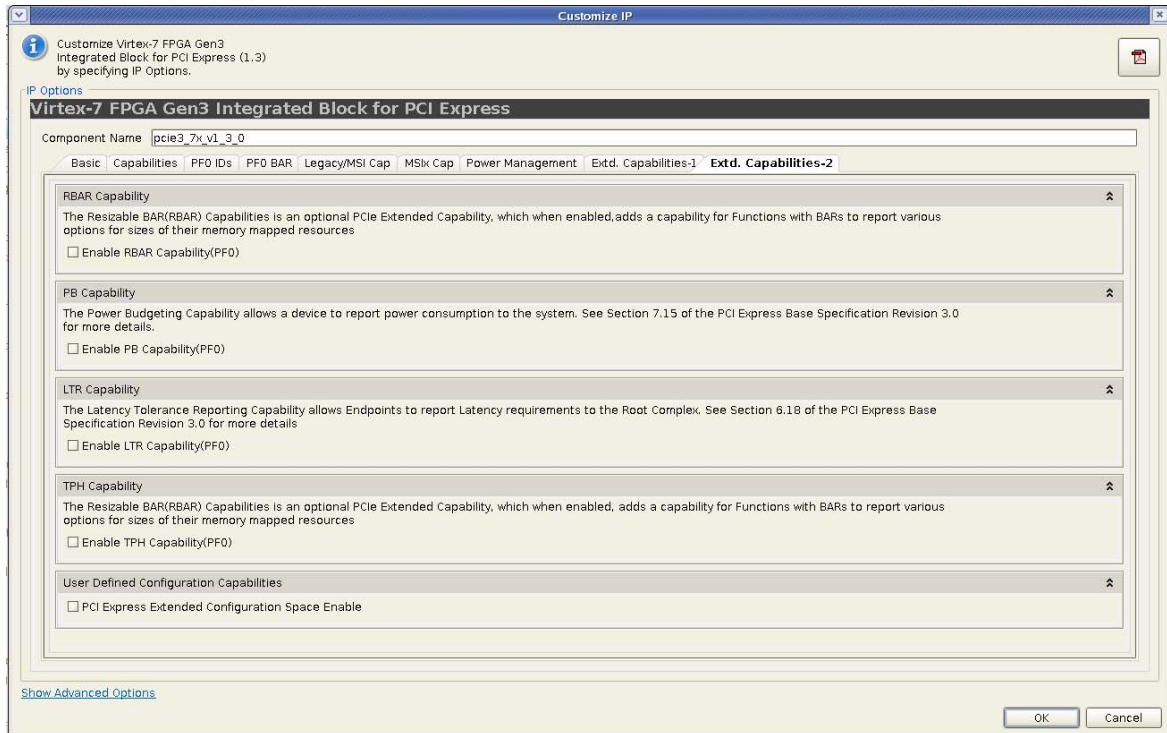 Customize IP
Customize Virtex-7 FPGA Gen3
Integrated Block for PCI Express (1.3)
by specifying IP Options.
IP Options
Virtex-7 FPGA Gen3 Integrated Block for PCI Express
Component Name pcie3_7x_v1_3_0
Basic Capabilities PF0 IDs PF0 BAR Legacy/MSI Cap MSIx Cap Power Management Extd. Capabilities-1 Extd. Capabilities-2
RBAR Capability
The Resizable BAR(RBAR) Capabilities is an optional PCIe Extended Capability, which when enabled,adds a capability for Functions with BARs to report various
options for sizes of their memory mapped resources
Enable RBAR Capability(PF0)
PB Capability
The Power Budgeting Capability allows a device to report power consumption to the system. See Section 7.15 of the PCI Express Base Specification Revision 3.0
for more details.
Enable PB Capability(PF0)
LTR Capability
The Latency Tolerance Reporting Capability allows Endpoints to report Latency requirements to the Root Complex. See Section 6.18 of the PCI Express Base
Specification Revision 3.0 for more details
Enable LTR Capability(PF0)
TPH Capability
The Resizable BAR(RBAR) Capabilities is an optional PCIe Extended Capability, which when enabled, adds a capability for Functions with BARs to report various
options for sizes of their memory mapped resources
Enable TPH Capability(PF0)
User Defined Configuration Capabilities
PCI Express Extended Configuration Space Enable
Show Advanced Options
OK Cancel